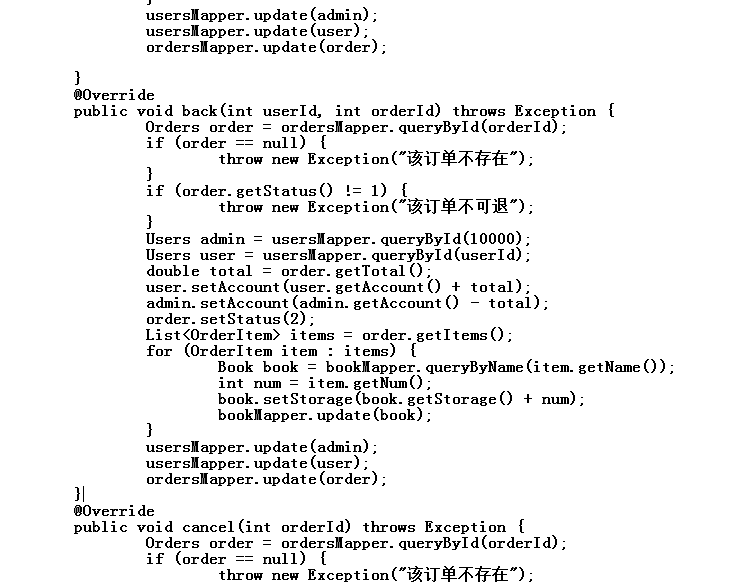 }
usersMapper.update(admin);
usersMapper.update(user);
ordersMapper.update(order);
}
@Override
public void back(int userId, int orderId) throws Exception {
Orders order = ordersMapper.queryById(orderId);
if (order == null) {
throw new Exception("该订单不存在");
}
if (order.getStatus() != 1) {
throw new Exception("该订单不可退");
}
Users admin = usersMapper.queryById(10000);
Users user = usersMapper.queryById(userId);
double total = order.getTotal();
user.setAccount(user.getAccount() + total);
admin.setAccount(admin.getAccount() - total);
order.setStatus(2);
List<OrderItem> items = order.getItems();
for (OrderItem item : items) {
Book book = bookMapper.queryByName(item.getName());
int num = item.getNum();
book.setStorage(book.getStorage() + num);
bookMapper.update(book);
}
usersMapper.update(admin);
usersMapper.update(user);
ordersMapper.update(order);
}
@Override
public void cancel(int orderId) throws Exception {
Orders order = ordersMapper.queryById(orderId);
if (order == null) {
throw new Exception("该订单不存在");